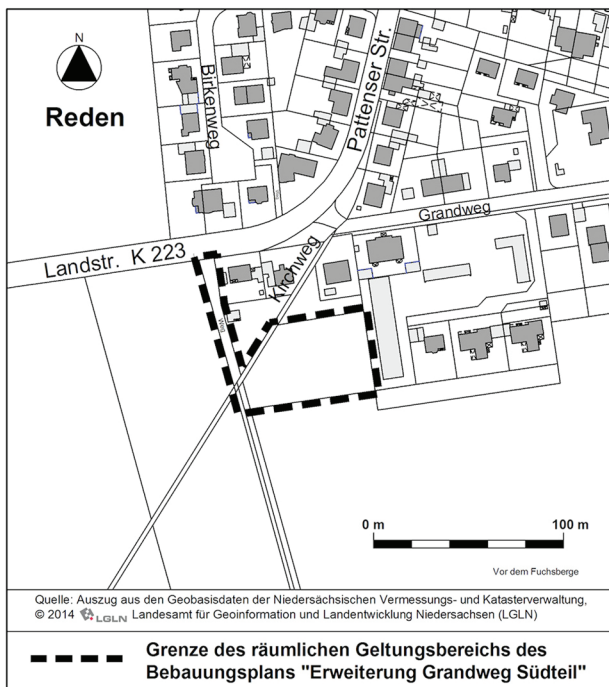 N
Reden
Birkenweg
Pattenser Str.
Grandweg
Landstr. K 223
Kirchweg
Weg
0 m 100 m
Vor dem Fuchsberge
Quelle: Auszug aus den Geobasisdaten der Niedersächsischen Vermessungs- und Katasterverwaltung,
© 2014 LGLN Landesamt für Geoinformation und Landentwicklung Niedersachsen (LGLN)
Grenze des räumlichen Geltungsbereichs des
Bebauungsplans "Erweiterung Grandweg Südteil"